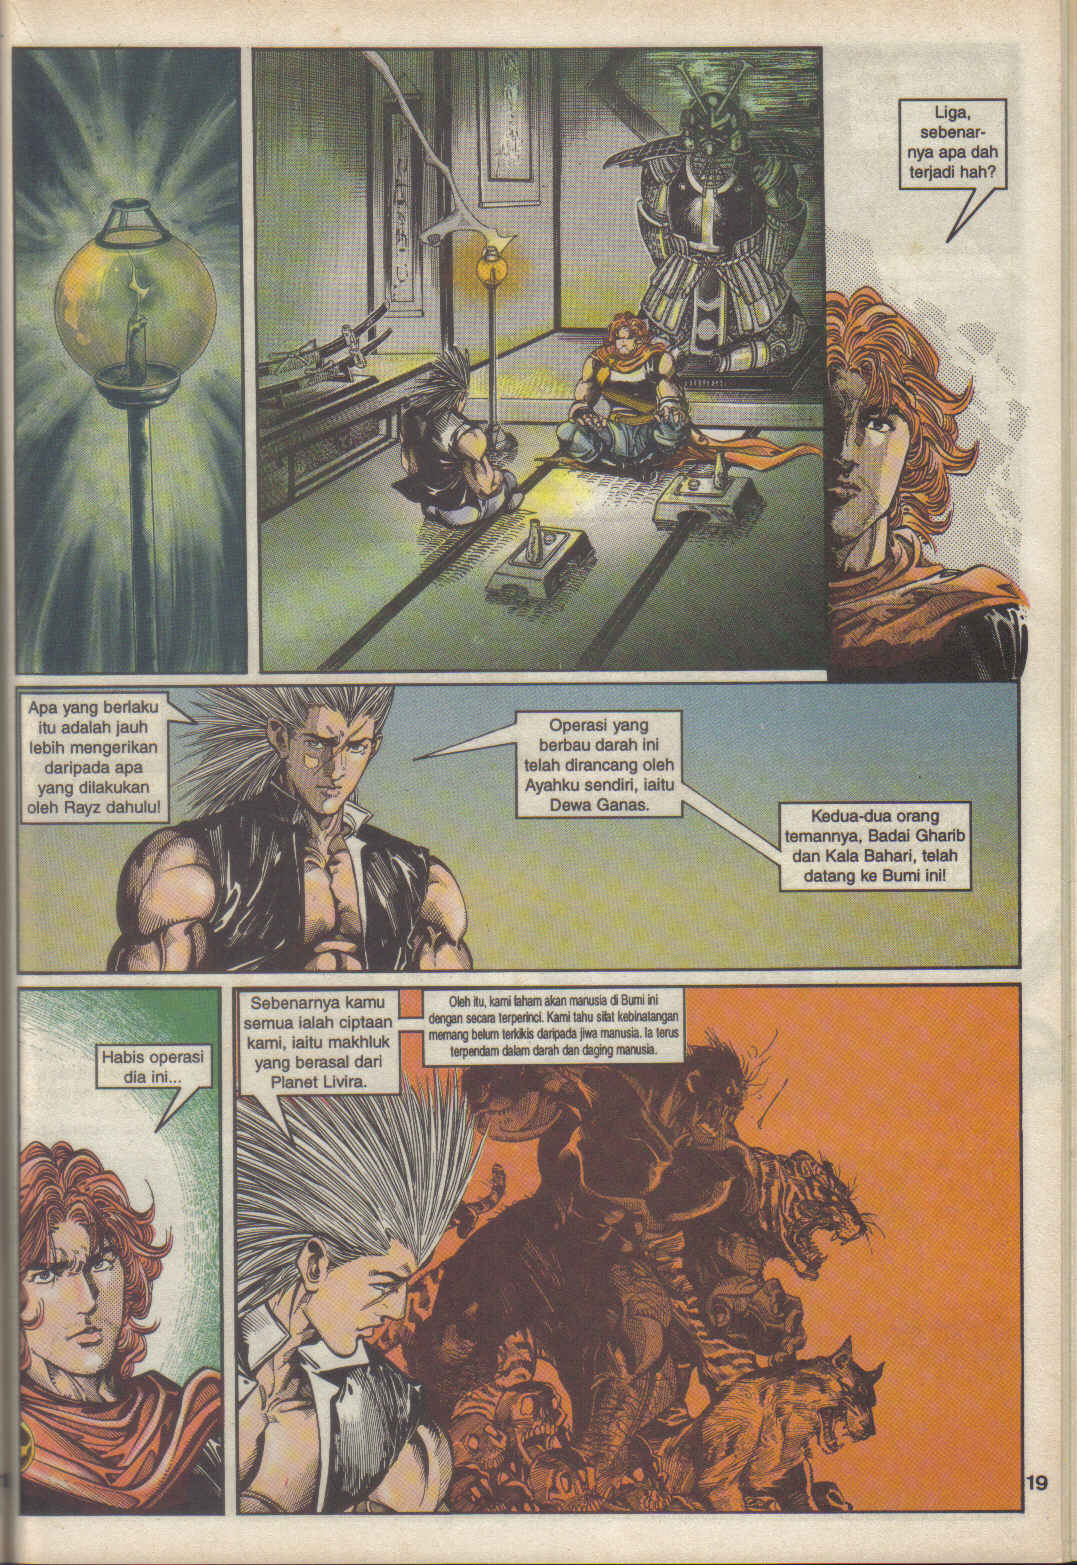 Liga,
sebenar-
nya apa dah
terjadi hah?
Apa yang berlaku
itu adalah jauh
lebih mengerikan
daripada apa
yang dilakukan
oleh Rayz dahulu!
Operasi yang
berbau darah ini
telah dirancang oleh
Ayahku sendiri, iaitu
Dewa Ganas.
Kedua-dua orang
temannya, Badai Gharib
dan Kala Bahari, telah
datang ke Bumi ini!
Habis operasi
dia ini...
Sebenarnya kamu
semua ialah ciptaan
kami, iaitu makhluk
yang berasal dari
Planet Livira.
Oleh itu, kami faham akan manusia di Bumi ini
dengan secara terperinci. Kami tahu sifat kebinatangan
memang belum terkikis daripada jiwa manusia. Ia terus
terpendam dalam darah dan daging manusia.
19